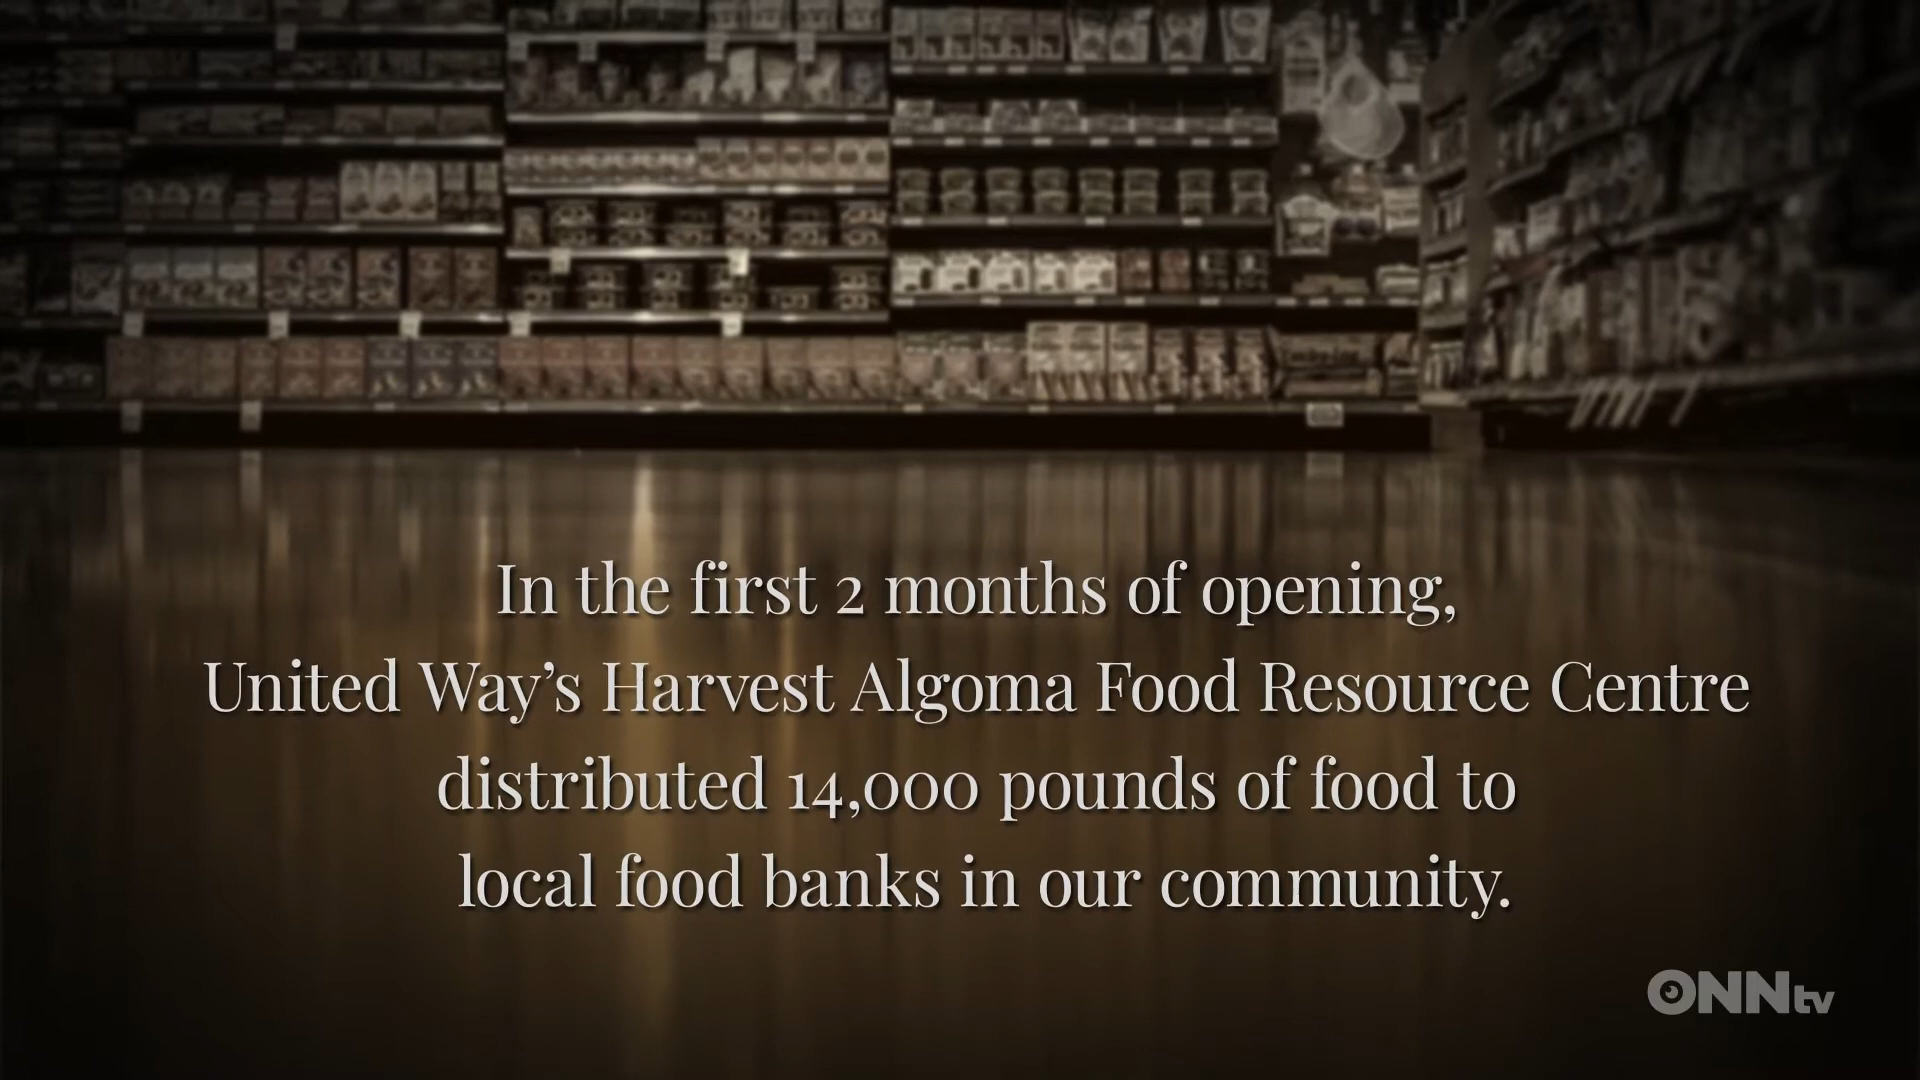 In the first 2 months of opening,
United Way’s Harvest Algoma Food Resource Centre
distributed 14,000 pounds of food to
local food banks in our community.
ONNtv